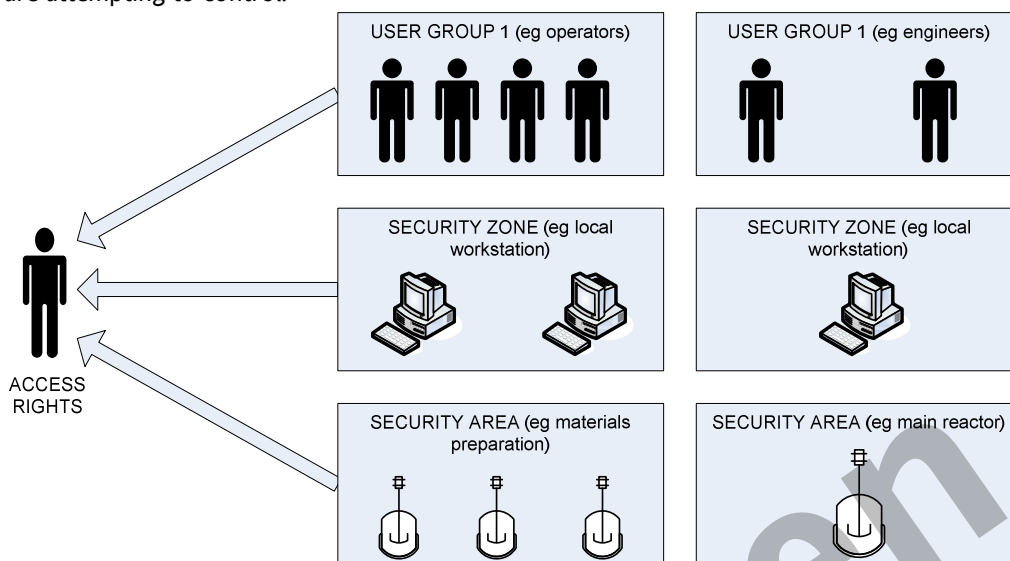 are attempting to control.
USER GROUP 1 (eg operators)
USER GROUP 1 (eg engineers)
SECURITY ZONE (eg local
workstation)
SECURITY ZONE (eg local
workstation)
ACCESS
RIGHTS
SECURITY AREA (eg materials
preparation)
SECURITY AREA (eg main reactor)
en